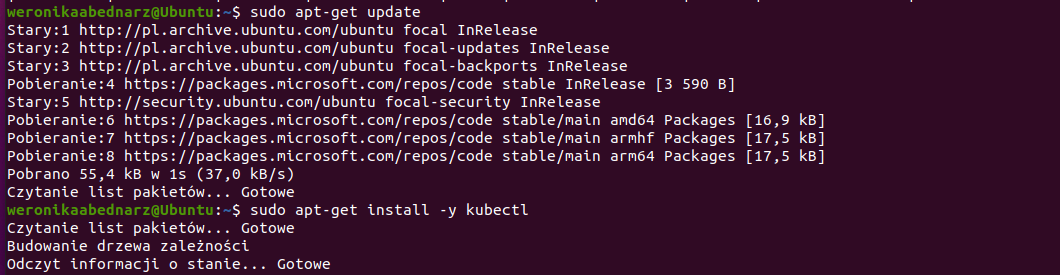 weronikaabednarz@Ubuntu:~$ sudo apt-get update
Stary:1 http://pl.archive.ubuntu.com/ubuntu focal InRelease
Stary:2 http://pl.archive.ubuntu.com/ubuntu focal-updates InRelease
Stary:3 http://pl.archive.ubuntu.com/ubuntu focal-backports InRelease
Pobieranie:4 https://packages.microsoft.com/repos/code stable InRelease [3 590 B]
Stary:5 http://security.ubuntu.com/ubuntu focal-security InRelease
Pobieranie:6 https://packages.microsoft.com/repos/code stable/main amd64 Packages [16,9 kB]
Pobieranie:7 https://packages.microsoft.com/repos/code stable/main armhf Packages [17,5 kB]
Pobieranie:8 https://packages.microsoft.com/repos/code stable/main arm64 Packages [17,5 kB]
Pobrano 55,4 kB w 1s (37,0 kB/s)
Czytanie list pakietów... Gotowe
weronikaabednarz@Ubuntu:~$ sudo apt-get install -y kubectl
Czytanie list pakietów... Gotowe
Budowanie drzewa zależności
Odczyt informacji o stanie... Gotowe